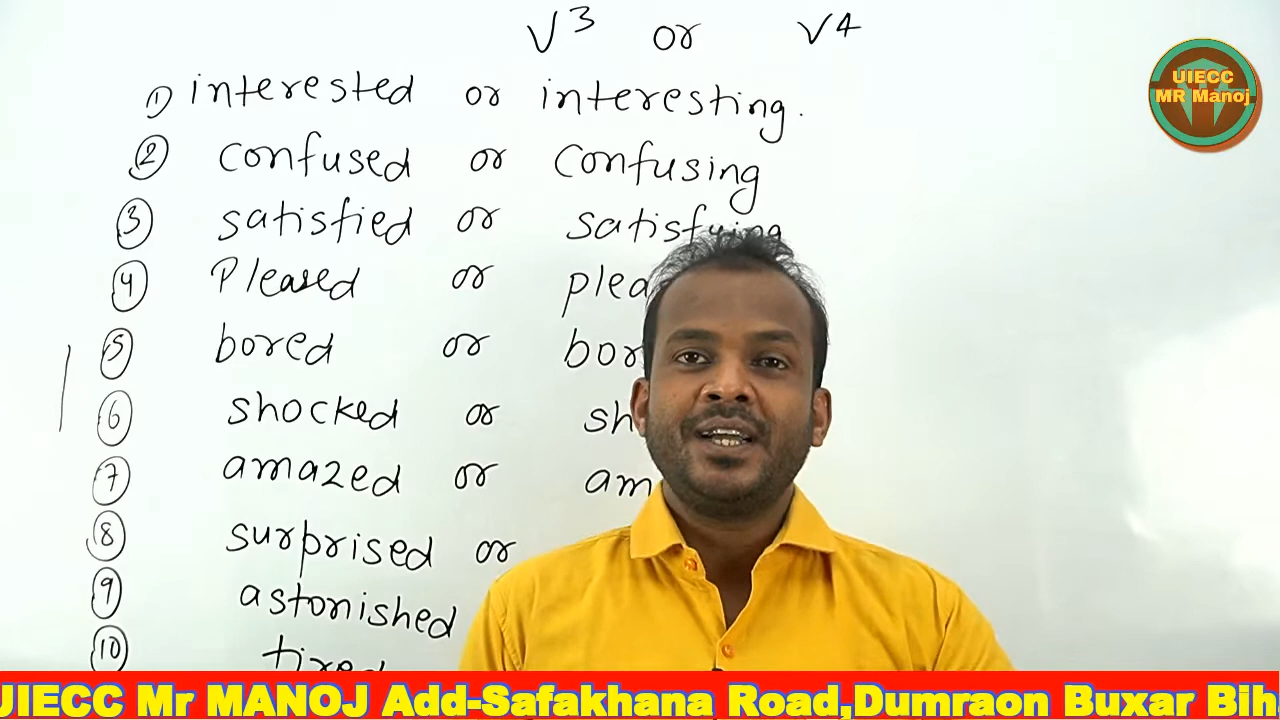 V3 or V4
1) interested or interesting.
UIECC
MR Manoj
2 confused or confusing
3 satisfied or satisfying
4 Pleased or plea
5 bored or bor
6 shocked or sh
7 amazed or am
8 surprised or
9 astonished
10 tired
UIECC Mr MANOJ Add-Safakhana Road,Dumraon Buxar Bih